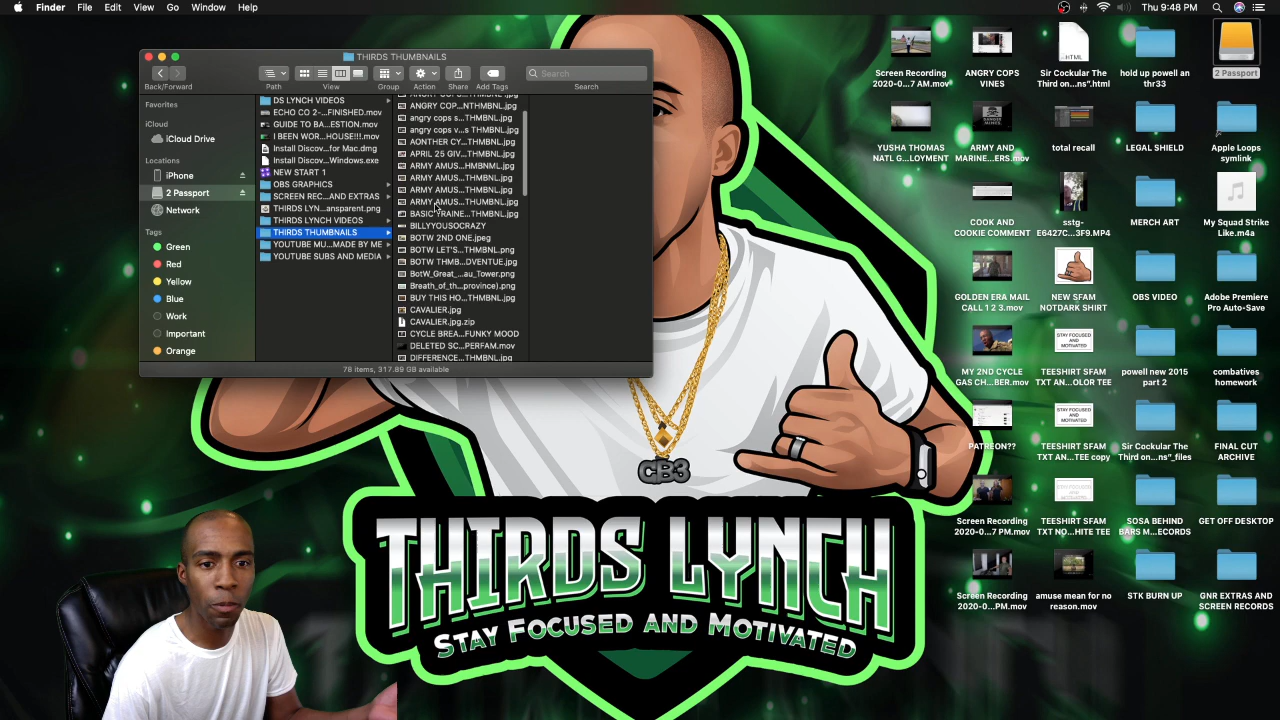 Finder File Edit View Go Window Help
Thu 9:48 PM
THIRDS THUMBNAILS
Search
Back/Forward Path View Group Action Share Add Tags Search
Favorites
iCloud
iCloud Drive
Locations
iPhone
2 Passport
Network
Tags
Green
Red
Yellow
Blue
Work
Important
Orange
DS LYNCH VIDEOS
ECHO CO 2-...FINISHED.mov
GUIDE TO BA...ESTION.mov
I BEEN WOR...HOUSE!!!.mov
Install Discov...for Mac.dmg
Install Discov...Windows.exe
NEW START 1
OBS GRAPHICS
SCREEN REC...AND EXTRAS
THIRDS LYN...ansparent.png
THIRDS LYNCH VIDEOS
THIRDS THUMBNAILS
YOUTUBE MU...MADE BY ME
YOUTUBE SUBS AND MEDIA
ANGRY COP...NTHMBNL.jpg
angry cops s...THMBNL.jpg
angry cops v...s THMBNL.jpg
AONTHER CY...THMBNL.jpg
APRIL 25 GIV...THMBNL.jpg
ARMY AMUS...HMBNML.jpg
ARMY AMUS...THMBNL.jpg
ARMY AMUS...THMBNL.jpg
ARMY AMUS...THUMBNL.jpg
BASIC TRAINE...THMBNL.jpg
BILLYYOUSOCRAZY
BOTW 2ND ONE.jpeg
BOTW LET'S...THMBNL.png
BOTW THMB...DVENTUE.jpg
BotW_Great_...au_Tower.png
Breath_of_th...province).png
BUY THIS HO...THMBNL.jpg
CAVALIER.jpg
CAVALIER.jpg.zip
CYCLE BREA...FUNKY MOOD
DELETED SC...PERFAM.mov
DIFFERENCE...THMBNL.jpg
78 items, 317.89 GB available
Screen Recording
2020-0...7 AM.mov
ANGRY COPS
VINES
Sir Cockular The
Third on...ns".html
hold up powell an
thr33
2 Passport
YUSHA THOMAS
NATL G...LOYMENT
ARMY AND
MARINE...ERS.mov
total recall
LEGAL SHIELD
Apple Loops
symlink
COOK AND
COOKIE COMMENT
sstg-
E6427C...3F9.MP4
MERCH ART
My Squad Strike
Like.m4a
GOLDEN ERA MAIL
CALL 1 2 3.mov
NEW SFAM
NOTDARK SHIRT
OBS VIDEO
Adobe Premiere
Pro Auto-Save
MY 2ND CYCLE
GAS CH...BER.mov
TEESHIRT SFAM
TXT AN...OLOR TEE
powell new 2015
part 2
combatives
homework
PATREON??
TEESHIRT SFAM
TXT AN...TEE copy
Sir Cockular The
Third on...ns"_files
FINAL CUT
ARCHIVE
Screen Recording
2020-0...7 PM.mov
TEESHIRT SFAM
TXT NO...HITE TEE
SOSA BEHIND
BARS M...ECORDS
GET OFF DESKTOP
Screen Recording
2020-0...PM.mov
amuse mean for no
reason.mov
STK BURN UP
GNR EXTRAS AND
SCREEN RECORDS
STAY FOCUSED
AND
MOTIVATED
STAY FOCUSED
AND
MOTIVATED
CB3
THIRDS LYNCH
STAY FOCUSED AND MOTIVATED